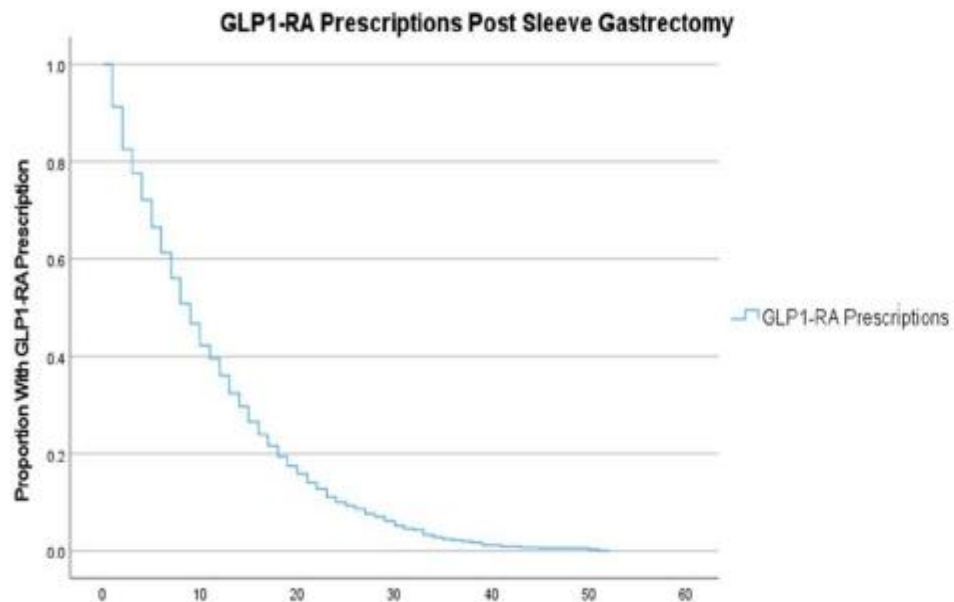 GLP1-RA Prescriptions Post Sleeve Gastrectomy
Proportion With GLP1-RA Prescription
1.0
0.8
0.6
0.4
0.2
0.0
0 10 20 30 40 50 60
GLP1-RA Prescriptions